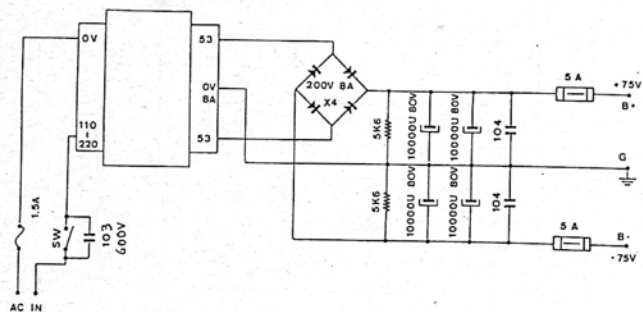 0V
53
0V
8A
53
110
-
220
1.5A
SW
103
600V
AC IN
200V 8A
X4
5K6
10000U 80V
10000U 80V
104
5K6
10000U 80V
10000U 80V
104
5 A
+75V
B+
G
5 A
B-
-75V